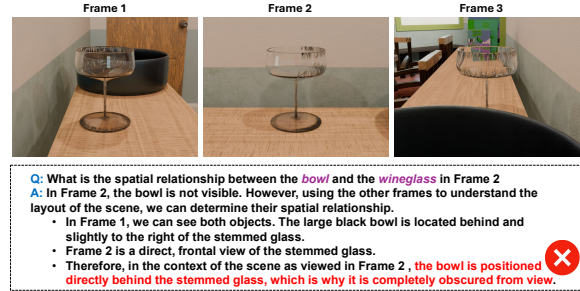 Frame 1
Frame 2
Frame 3
Q: What is the spatial relationship between the bowl and the wineglass in Frame 2
A: In Frame 2, the bowl is not visible. However, using the other frames to understand the
layout of the scene, we can determine their spatial relationship.
• In Frame 1, we can see both objects. The large black bowl is located behind and
slightly to the right of the stemmed glass.
• Frame 2 is a direct, frontal view of the stemmed glass.
• Therefore, in the context of the scene as viewed in Frame 2 , the bowl is positioned
directly behind the stemmed glass, which is why it is completely obscured from view.